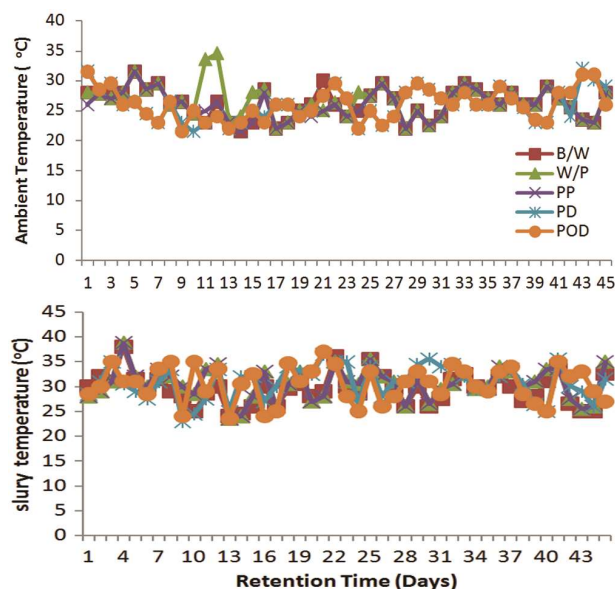 Ambient Temperature ( °C)
40
35
30
25
20
15
10
5
0
B/W
W/P
PP
PD
POD
1 3 5 7 9 11 13 15 17 19 21 23 25 27 29 31 33 35 37 39 41 43 45
slury temperature (°C)
45
40
35
30
25
20
15
10
5
0
1 4 7 10 13 16 19 22 25 28 31 34 37 40 43
Retention Time (Days)